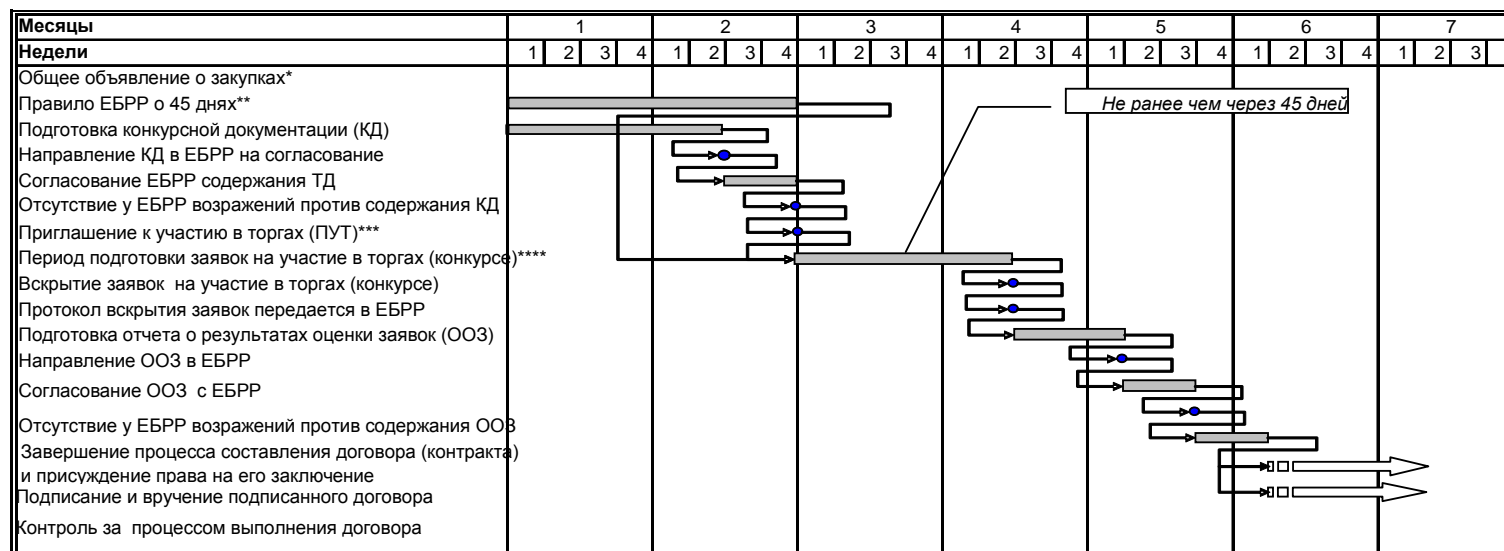 Месяцы 1 2 3 4 5 6 7
Недели 1 2 3 4 1 2 3 4 1 2 3 4 1 2 3 4 1 2 3 4 1 2 3 4 1 2 3
Общее объявление о закупках*
Правило ЕБРР о 45 днях**
Не ранее чем через 45 дней
Подготовка конкурсной документации (КД)
Направление КД в ЕБРР на согласование
Согласование ЕБРР содержания ТД
Отсутствие у ЕБРР возражений против содержания КД
Приглашение к участию в торгах (ПУТ)***
Период подготовки заявок на участие в торгах (конкурсе)****
Вскрытие заявок на участие в торгах (конкурсе)
Протокол вскрытия заявок передается в ЕБРР
Подготовка отчета о результатах оценки заявок (ООЗ)
Направление ООЗ в ЕБРР
Согласование ООЗ с ЕБРР
Отсутствие у ЕБРР возражений против содержания ООЗ
Завершение процесса составления договора (контракта)
и присуждение права на его заключение
Подписание и вручение подписанного договора
Контроль за процессом выполнения договора